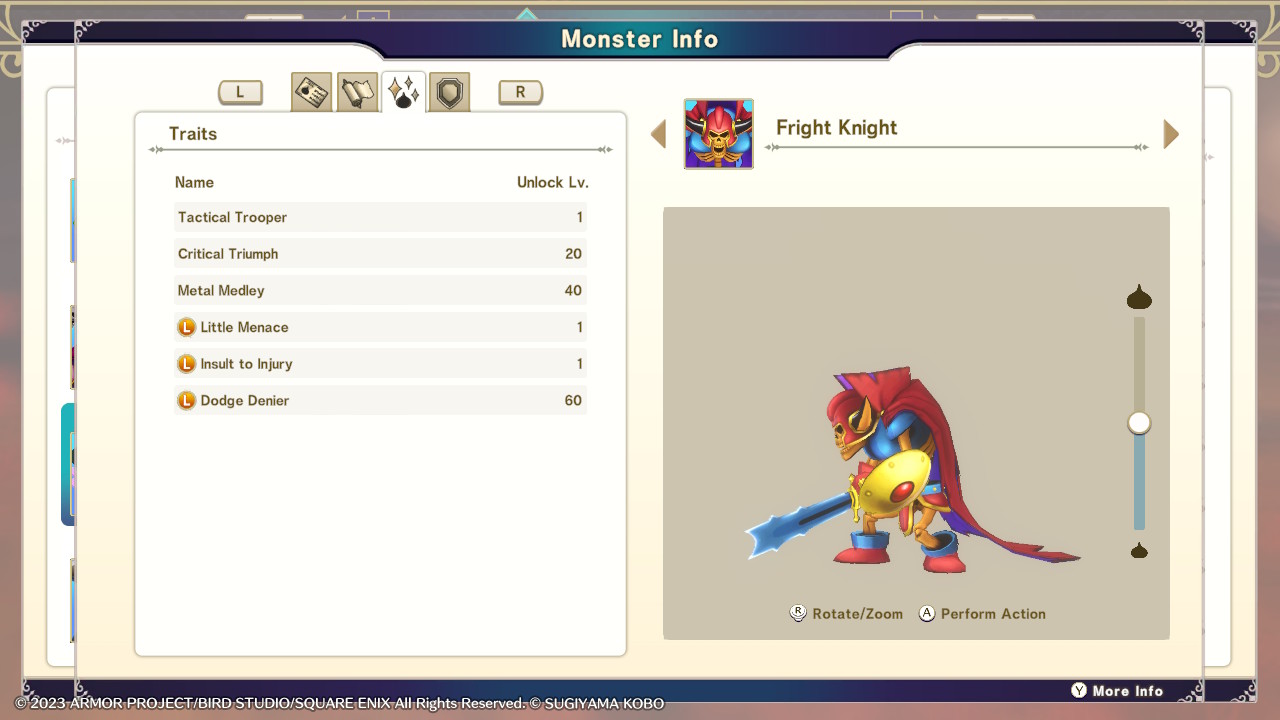 Monster Info
L
R
Traits
Name Unlock Lv.
Tactical Trooper 1
Critical Triumph 20
Metal Medley 40
L Little Menace 1
L Insult to Injury 1
L Dodge Denier 60
Fright Knight
R Rotate/Zoom A Perform Action
Y More Info
© 2023 ARMOR PROJECT/BIRD STUDIO/SQUARE ENIX All Rights Reserved. © SUGIYAMA KOBO